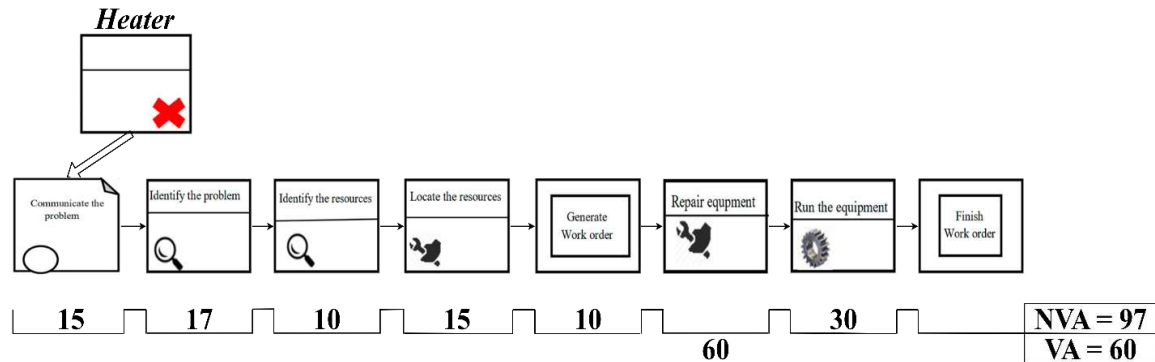 Heater
Communicate the
problem
Identify the problem
Identify the resources
Locate the resources
Generate
Work order
Repair equpment
Run the equipment
Finish
Work order
15
17
10
15
10
60
30
NVA = 97
VA = 60